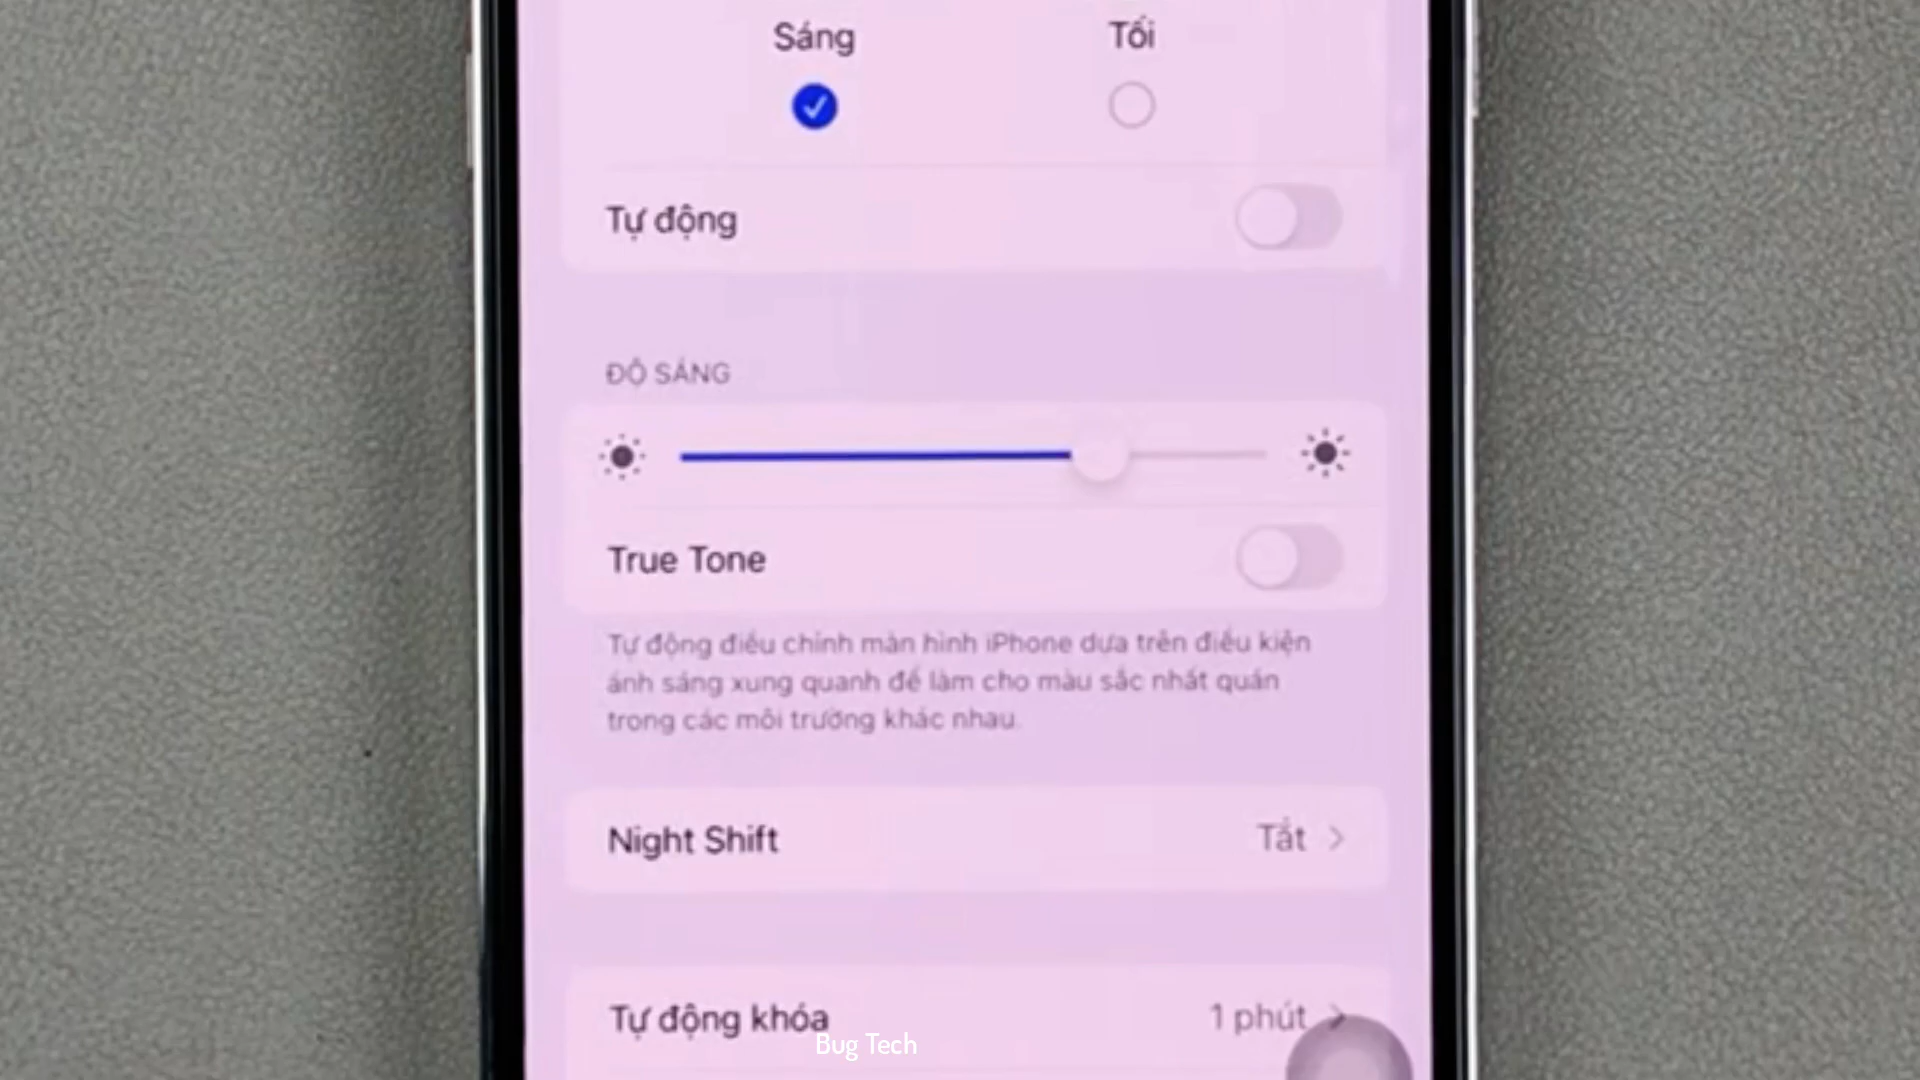 Sáng
Tối
Tự động
ĐỘ SÁNG
True Tone
Tự động điều chỉnh màn hình iPhone dựa trên điều kiện
ánh sáng xung quanh để làm cho màu sắc nhất quán
trong các môi trường khác nhau.
Night Shift
Tắt
Tự động khóa
1 phút
Bug Tech